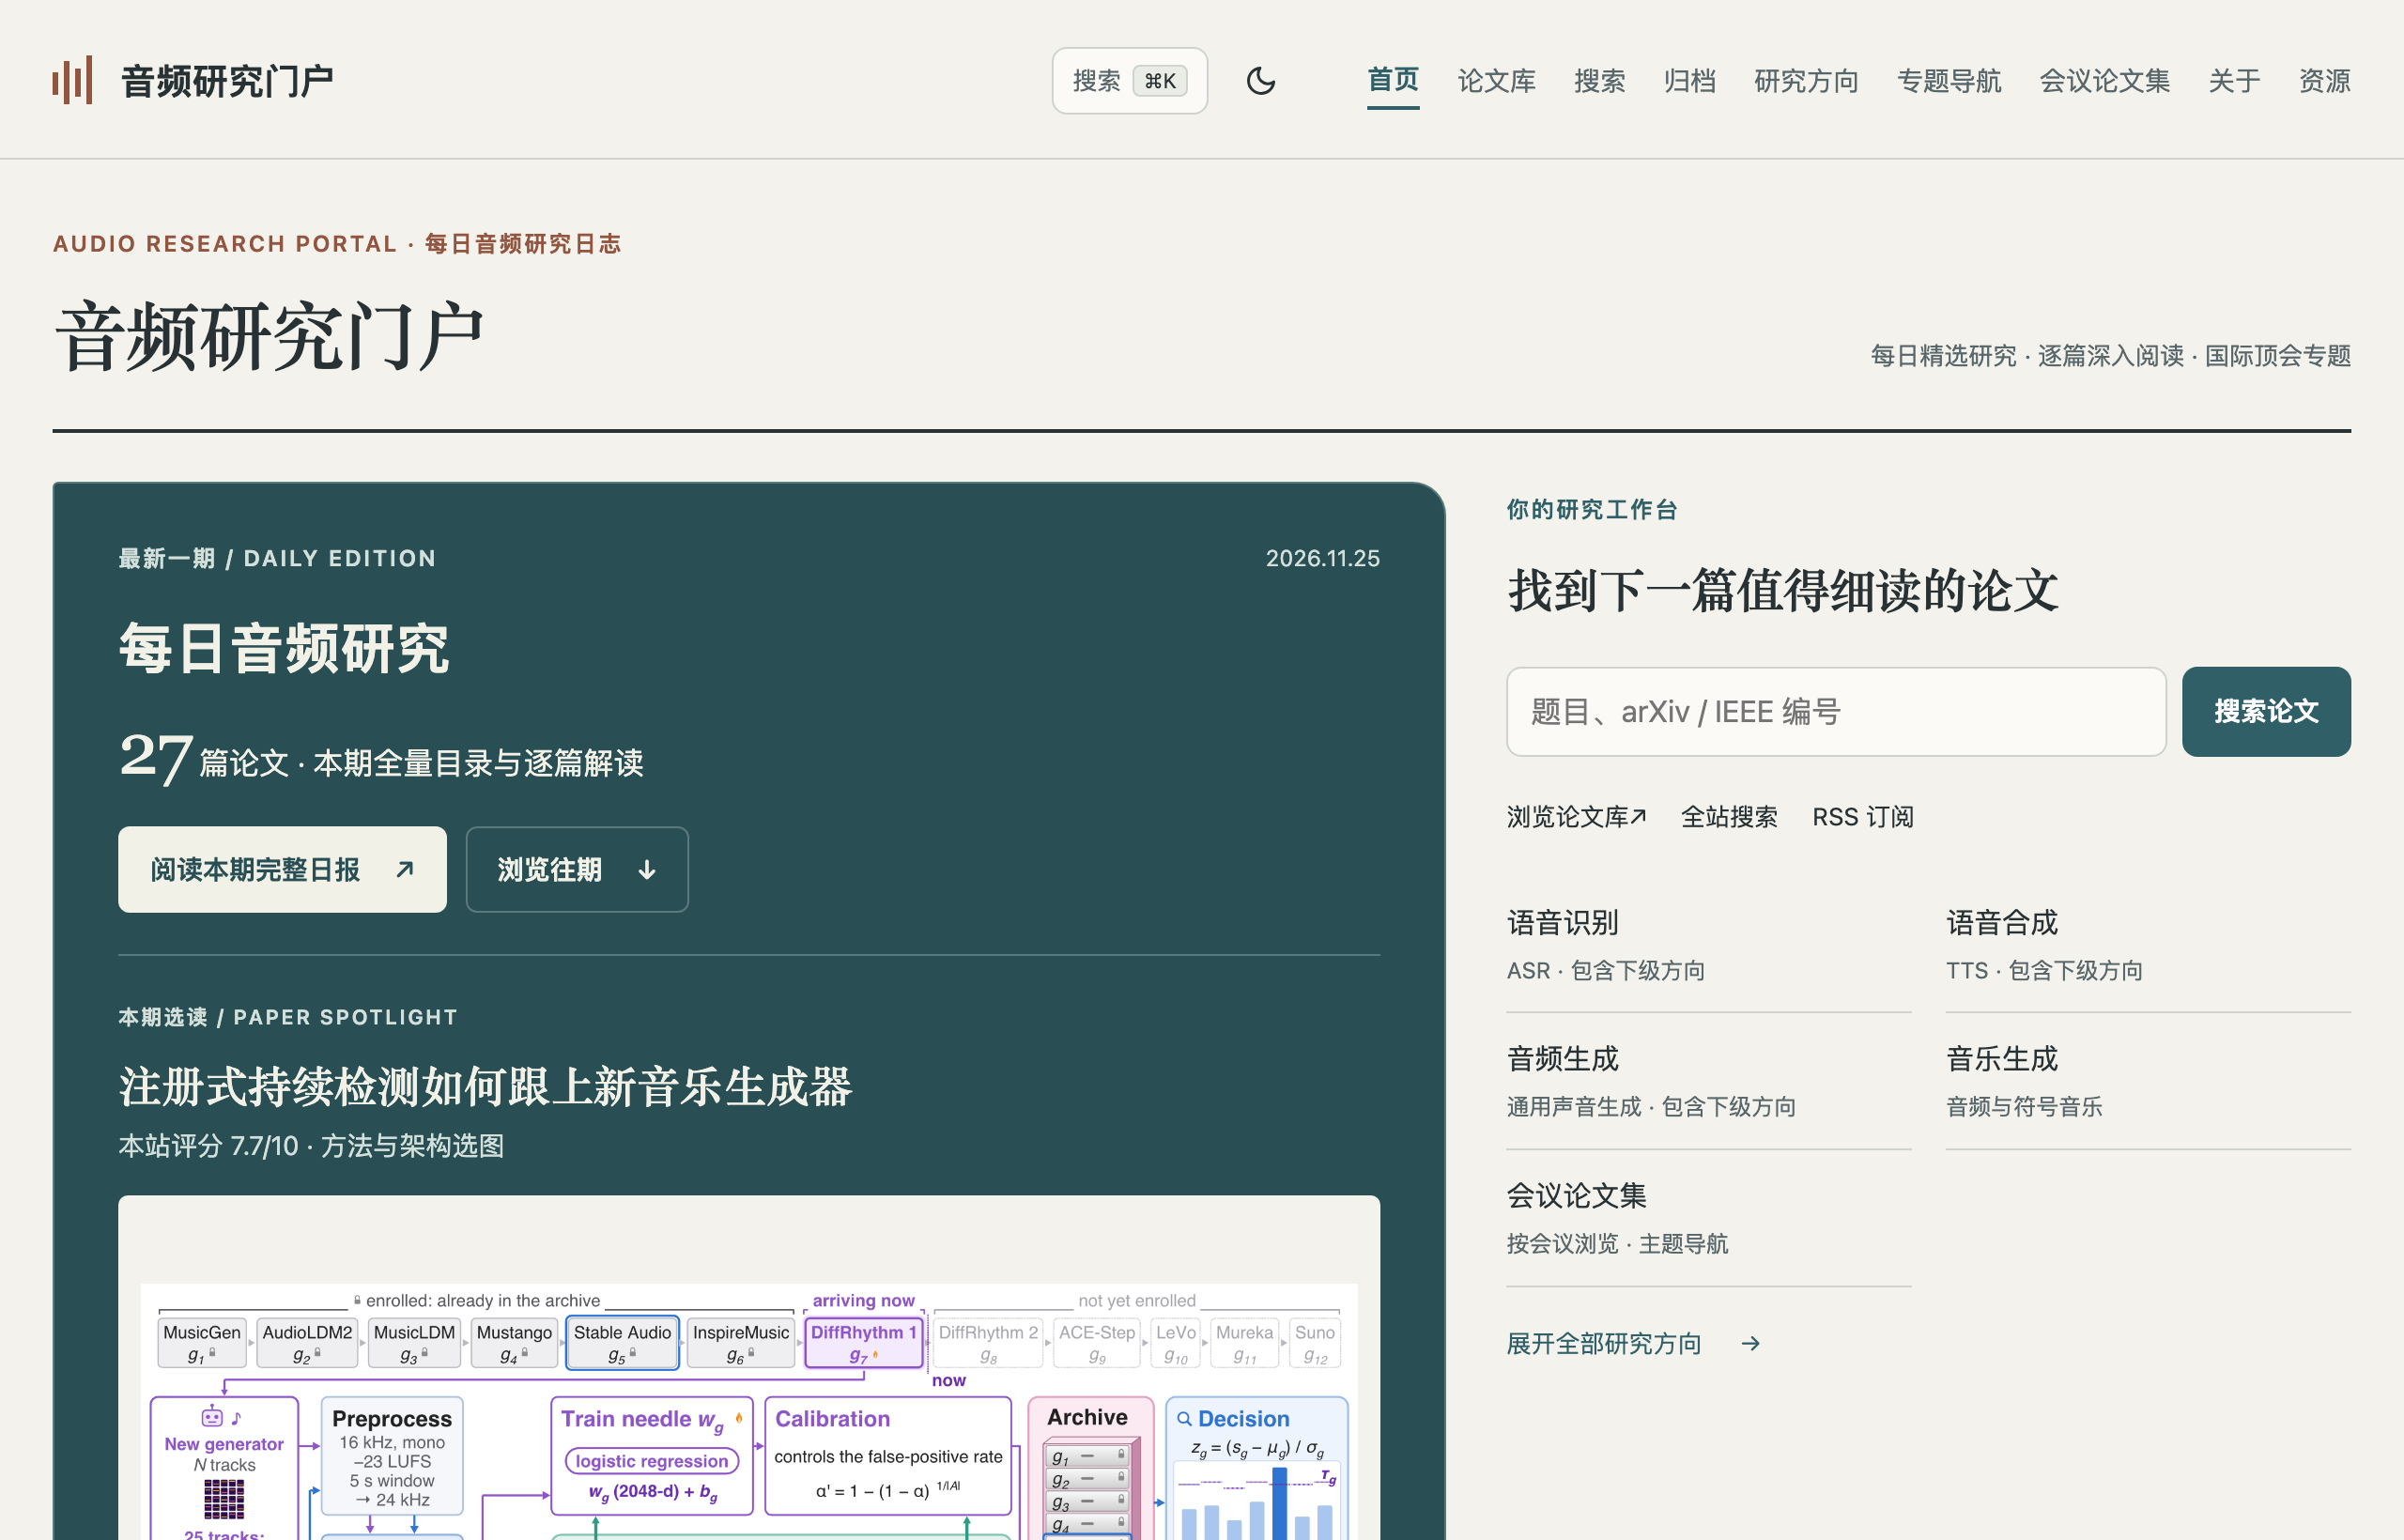 音频研究门户
搜索 ⌘K
首页 论文库 搜索 归档 研究方向 专题导航 会议论文集 关于 资源
AUDIO RESEARCH PORTAL · 每日音频研究日志
音频研究门户
每日精选研究 · 逐篇深入阅读 · 国际顶会专题
最新一期 / DAILY EDITION
2026.11.25
每日音频研究
27 篇论文 · 本期全量目录与逐篇解读
阅读本期完整日报 ↗
浏览往期 ↓
本期选读 / PAPER SPOTLIGHT
注册式持续检测如何跟上新音乐生成器
本站评分 7.7/10 · 方法与架构选图
enrolled: already in the archive
arriving now
not yet enrolled
MusicGen g1
AudioLDM2 g2
MusicLDM g3
Mustango g4
Stable Audio g5
InspireMusic g6
DiffRhythm 1 g7
DiffRhythm 2 g8
ACE-Step g9
LeVo g10
Mureka g11
Suno g12
now
New generator
N tracks
25 tracks:
Preprocess
16 kHz, mono
−23 LUFS
5 s window
→ 24 kHz
Train needle wg
logistic regression
wg (2048-d) + bg
Calibration
controls the false-positive rate
α' = 1 − (1 − α) 1/|A|
Archive
g1
g2
g3
g4
Decision
zg = (sg − μg) / σg
τg
你的研究工作台
找到下一篇值得细读的论文
题目、arXiv / IEEE 编号
搜索论文
浏览论文库↗ 全站搜索 RSS 订阅
语音识别
ASR · 包含下级方向
语音合成
TTS · 包含下级方向
音频生成
通用声音生成 · 包含下级方向
音乐生成
音频与符号音乐
会议论文集
按会议浏览 · 主题导航
展开全部研究方向 →